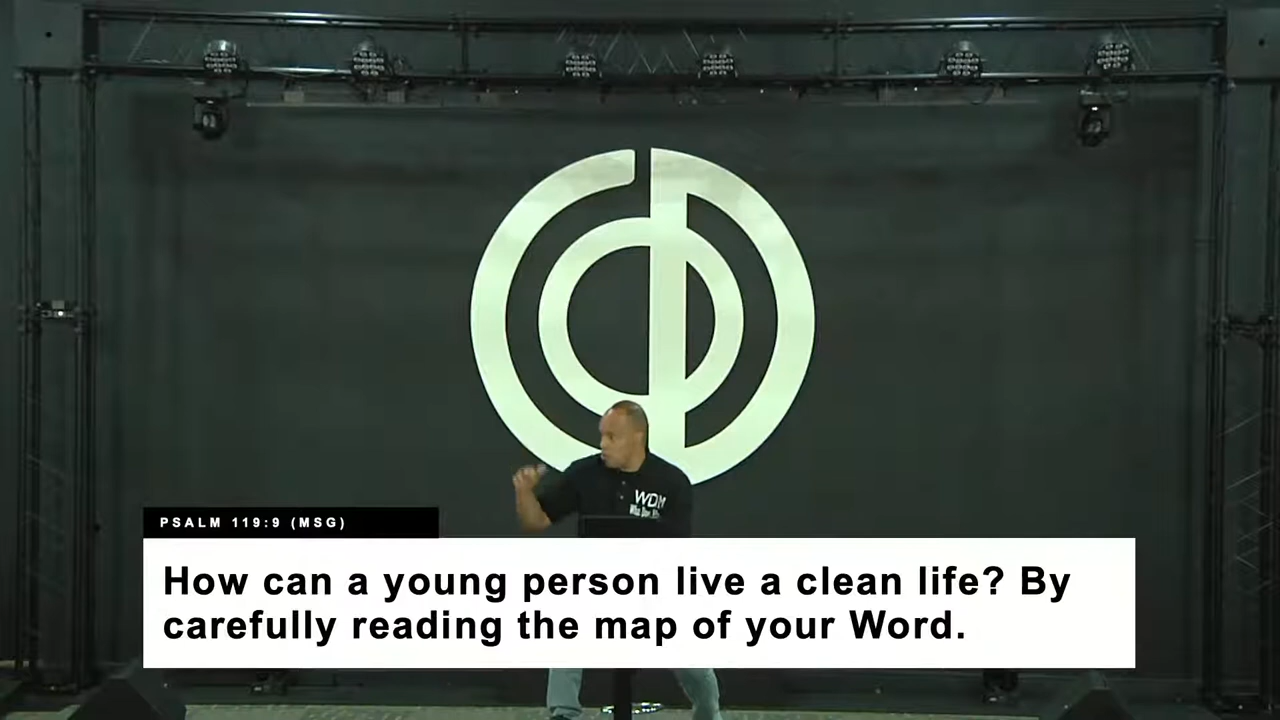 WDM
PSALM 119:9 (MSG)
How can a young person live a clean life? By
carefully reading the map of your Word.